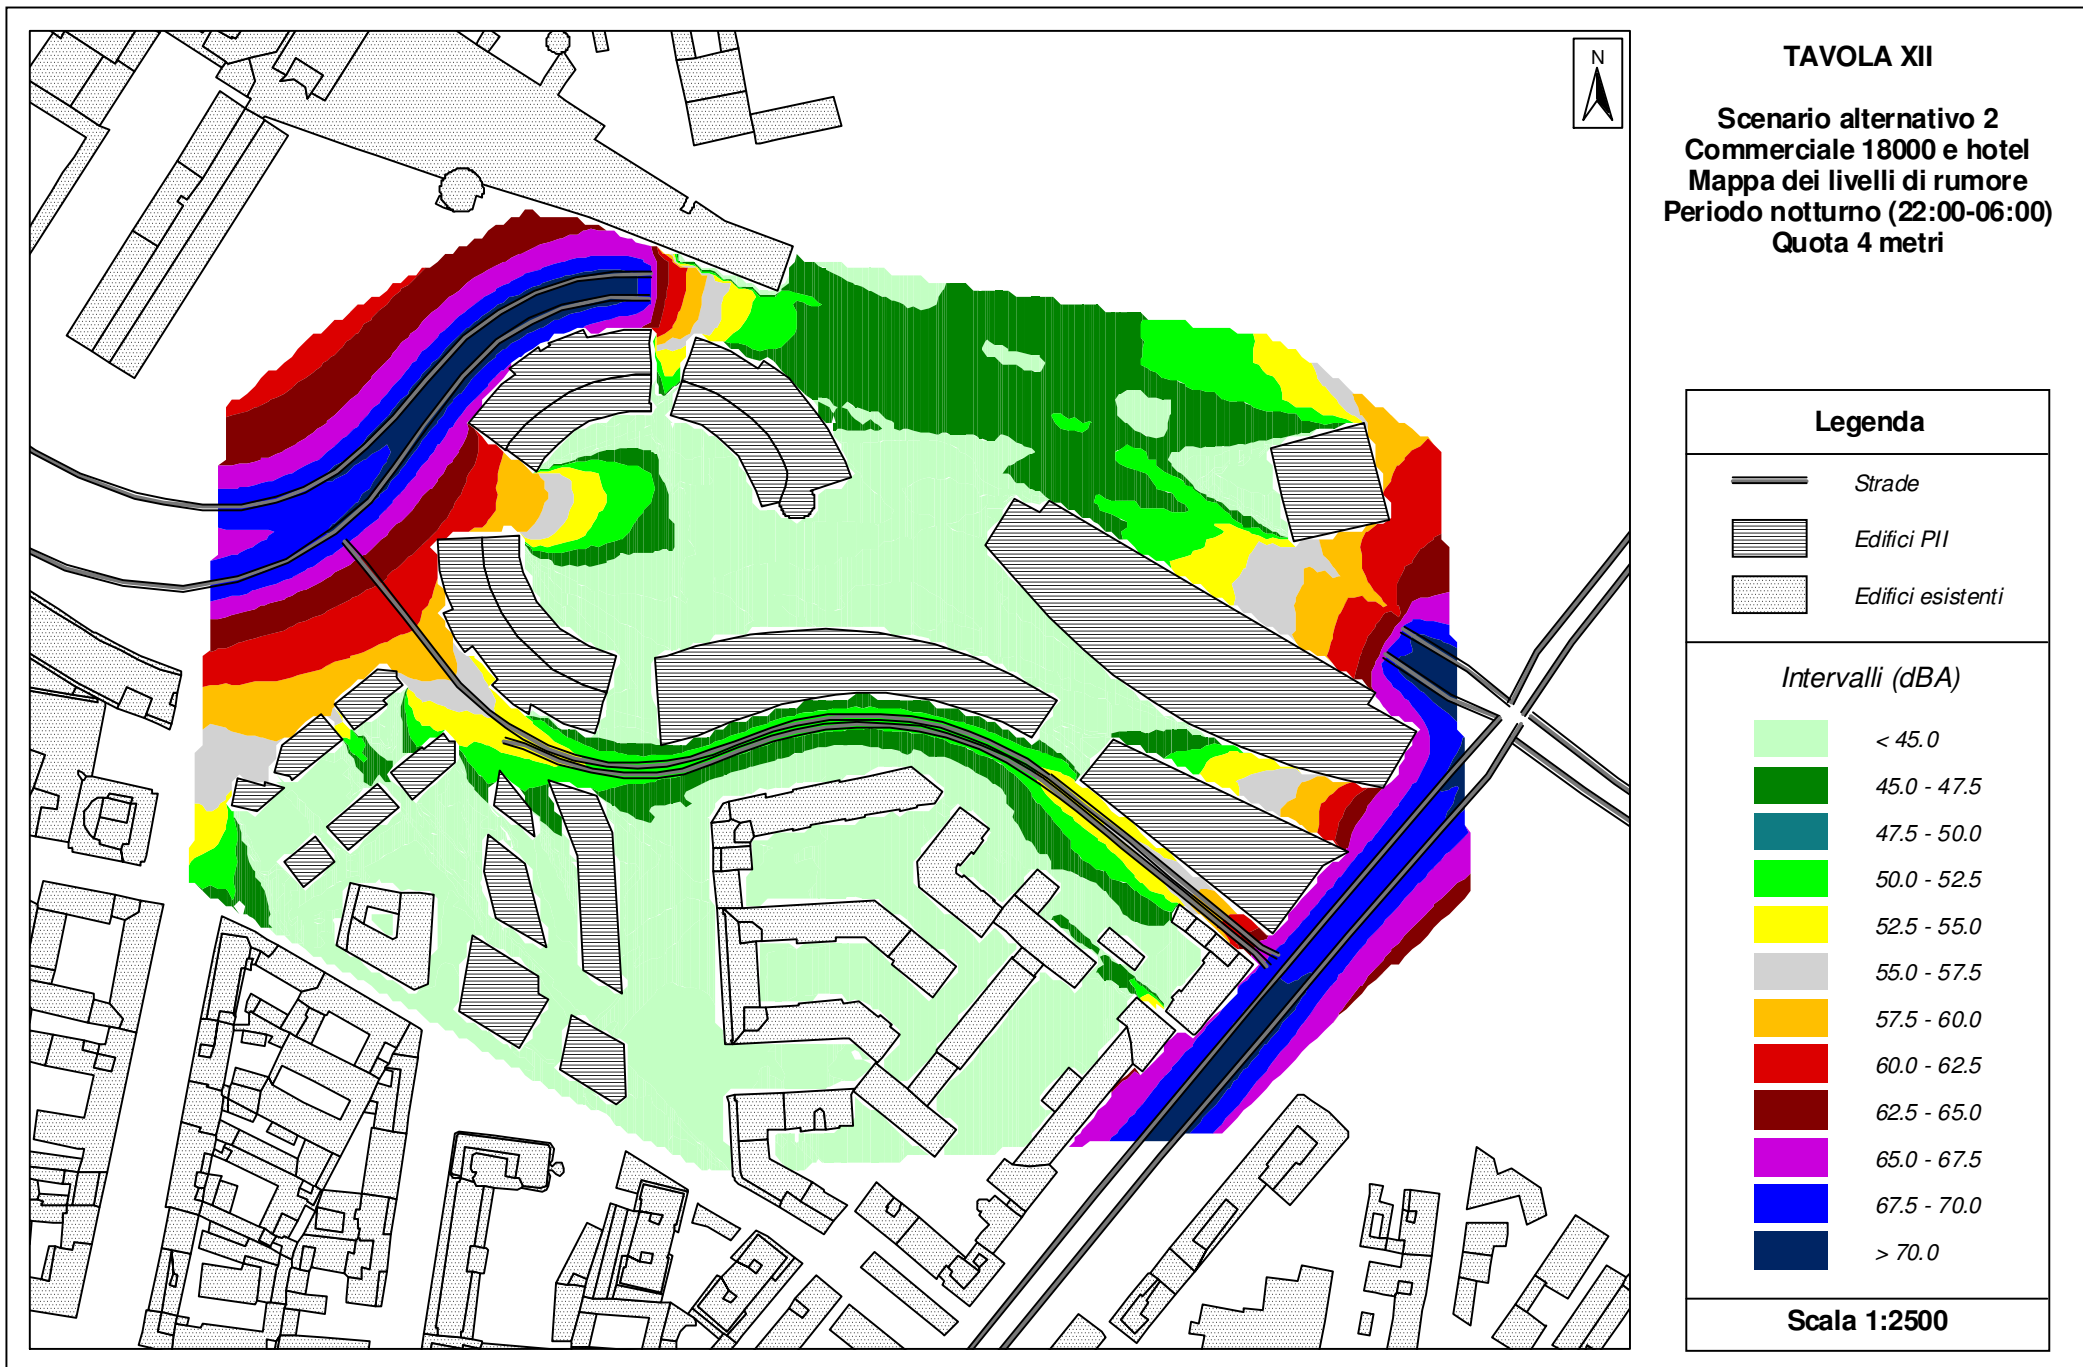 N
TAVOLA XII
Scenario alternativo 2
Commerciale 18000 e hotel
Mappa dei livelli di rumore
Periodo notturno (22:00-06:00)
Quota 4 metri
Legenda
Strade
Edifici PII
Edifici esistenti
Intervalli (dBA)
< 45.0
45.0 - 47.5
47.5 - 50.0
50.0 - 52.5
52.5 - 55.0
55.0 - 57.5
57.5 - 60.0
60.0 - 62.5
62.5 - 65.0
65.0 - 67.5
67.5 - 70.0
> 70.0
Scala 1:2500